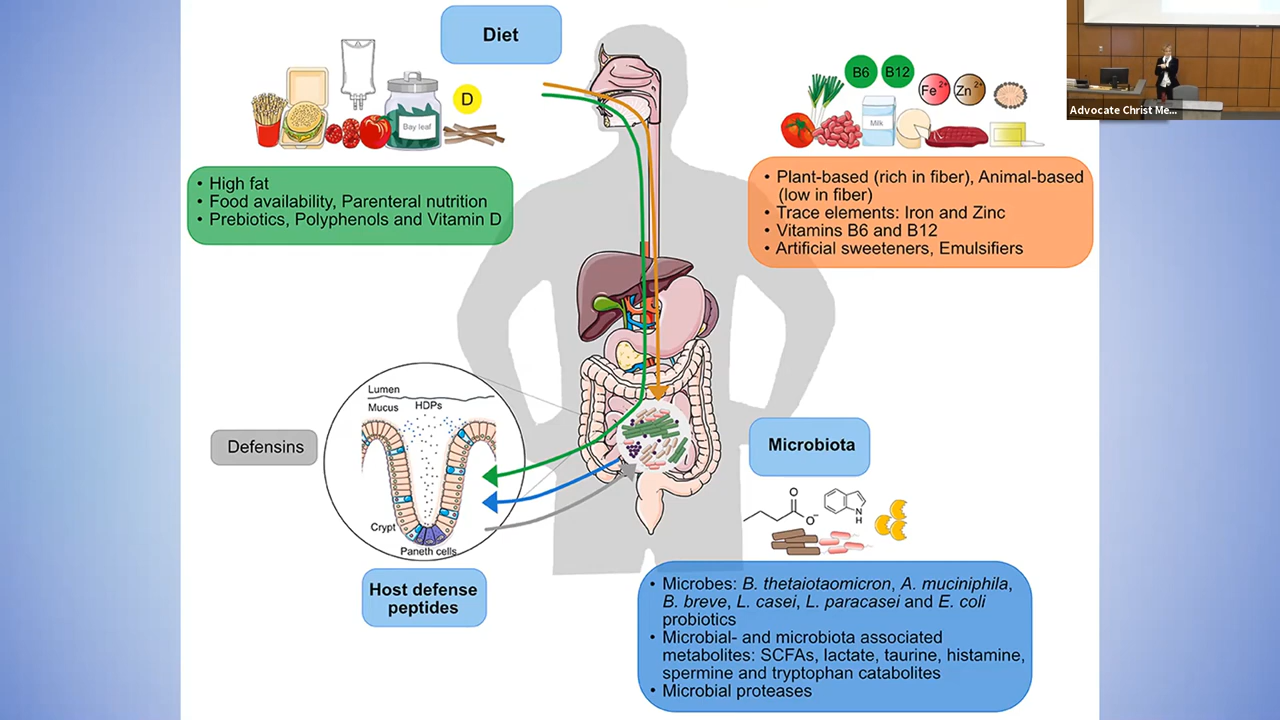 Diet
Advocate Christ Me...
B6
B12
Fe 2+
Zn 2+
D
Bay leaf
Milk
• High fat
• Food availability, Parenteral nutrition
• Prebiotics, Polyphenols and Vitamin D
• Plant-based (rich in fiber), Animal-based
(low in fiber)
• Trace elements: Iron and Zinc
• Vitamins B6 and B12
• Artificial sweeteners, Emulsifiers
Lumen
Mucus
HDPs
Defensins
Crypt
Paneth cells
Host defense
peptides
Microbiota
O
O-
N
H
• Microbes: B. thetaiotaomicron, A. muciniphila,
B. breve, L. casei, L. paracasei and E. coli
probiotics
• Microbial- and microbiota associated
metabolites: SCFAs, lactate, taurine, histamine,
spermine and tryptophan catabolites
• Microbial proteases